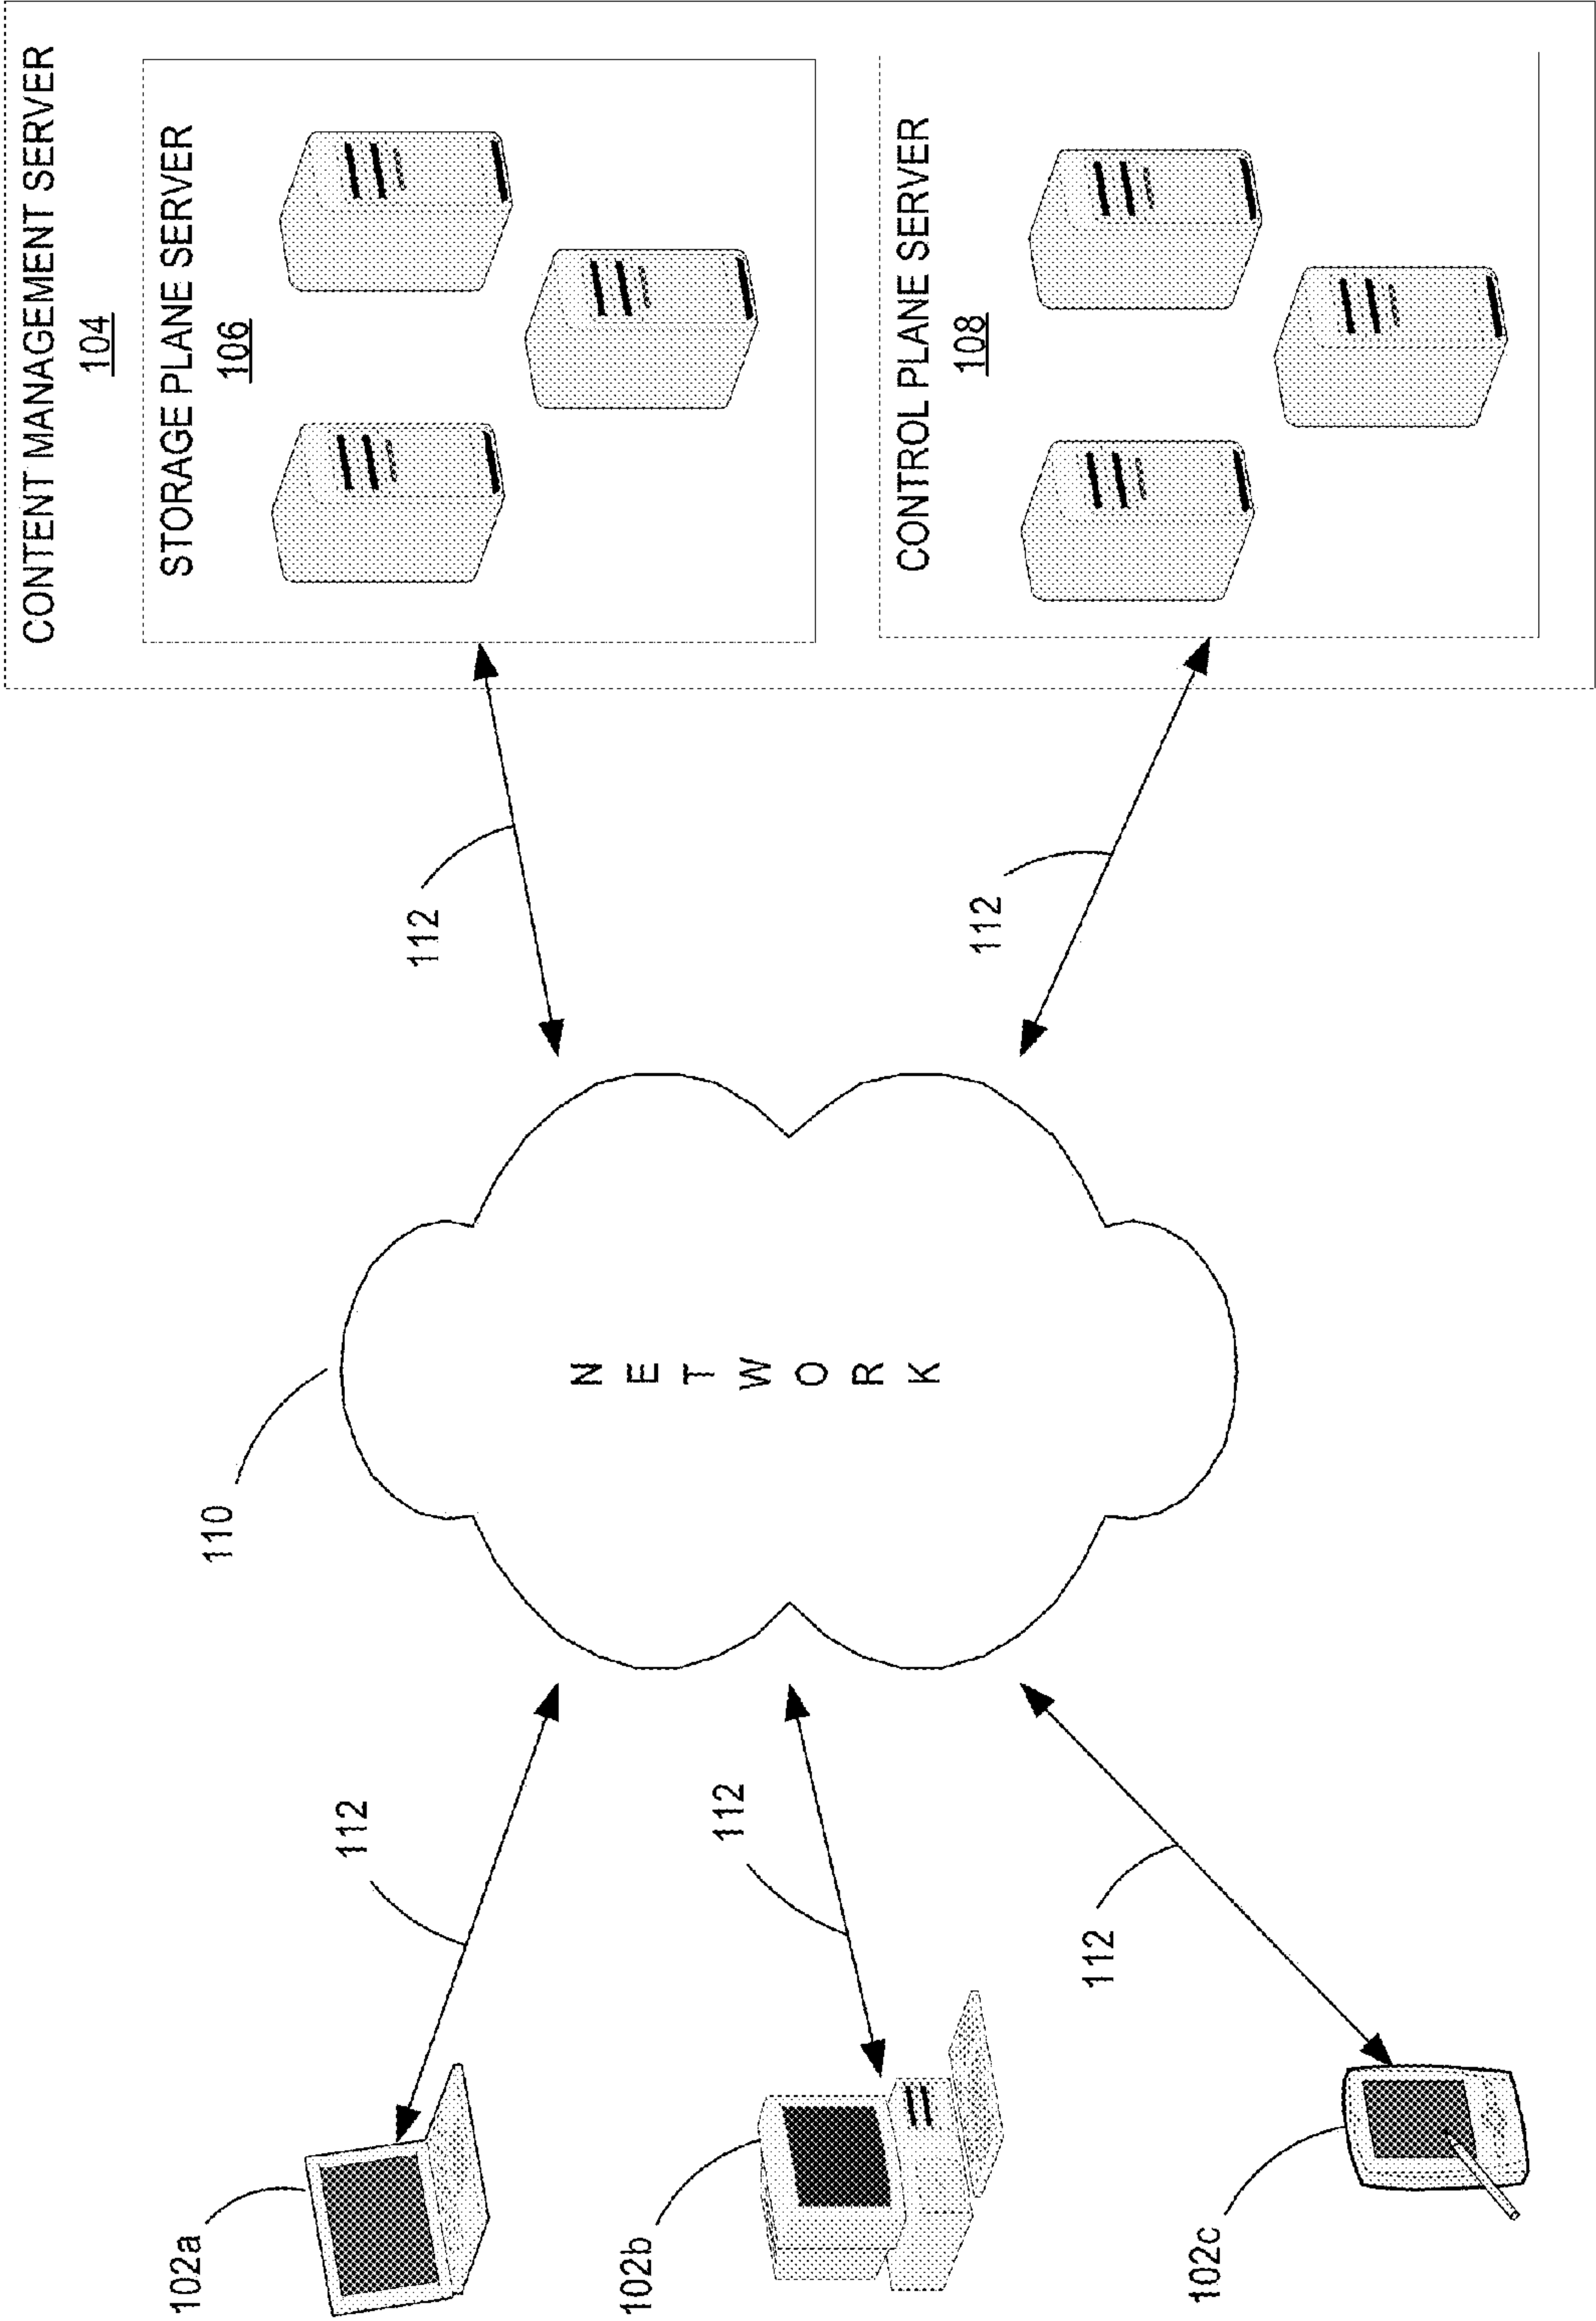 CONTENT MANAGEMENT SERVER
104
STORAGE PLANE SERVER
106
CONTROL PLANE SERVER
108
112
112
110
NETWORK
112
112
112
102a
102b
102c